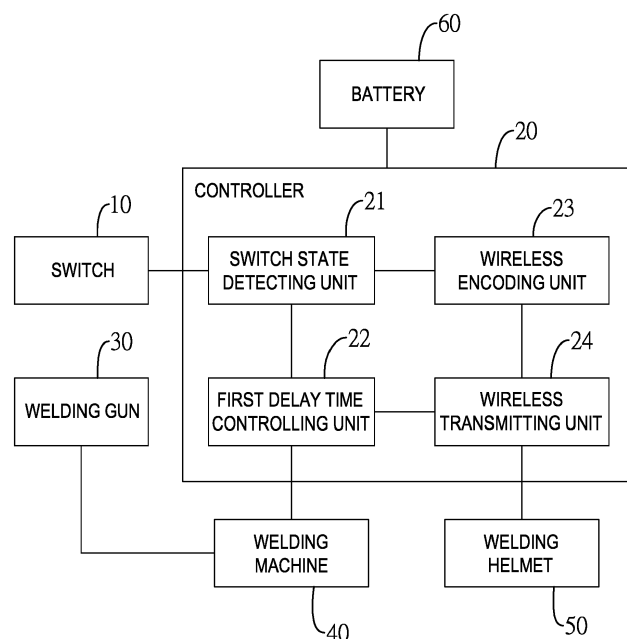 60
BATTERY
20
CONTROLLER
10
21
23
SWITCH
SWITCH STATE
DETECTING UNIT
WIRELESS
ENCODING UNIT
30
22
24
WELDING GUN
FIRST DELAY TIME
CONTROLLING UNIT
WIRELESS
TRANSMITTING UNIT
WELDING
MACHINE
WELDING
HELMET
40
50